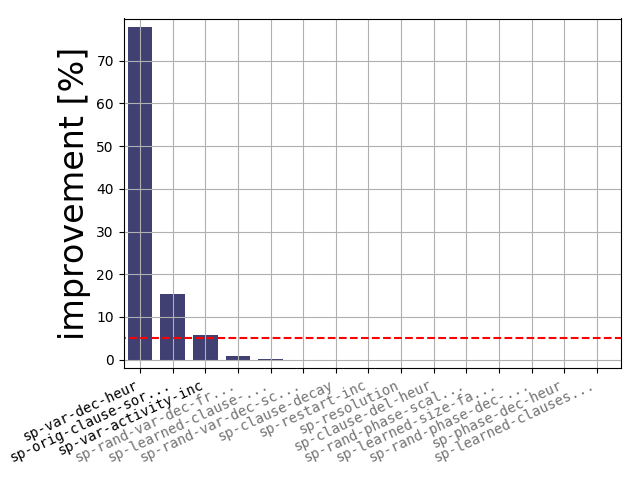 improvement [%]
70
60
50
40
30
20
10
0
sp-var-dec-heur
sp-orig-clause-sor...
sp-var-activity-inc
sp-rand-var-dec-fr...
sp-learned-clause-...
sp-rand-var-dec-sc...
sp-clause-decay
sp-restart-inc
sp-resolution
sp-clause-del-heur
sp-rand-phase-scal...
sp-learned-size-fa...
sp-rand-phase-dec-...
sp-phase-dec-heur
sp-learned-clauses...